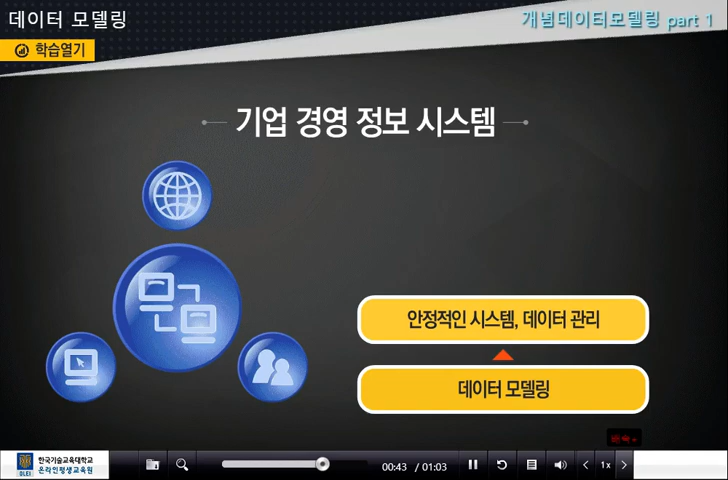 데이터 모델링
개념데이터모델링 part 1
학습열기
기업 경영 정보 시스템
안정적인 시스템, 데이터 관리
데이터 모델링
한국기술교육대학교
온라인평생교육원
OLEI
00:43 / 01:03
1x